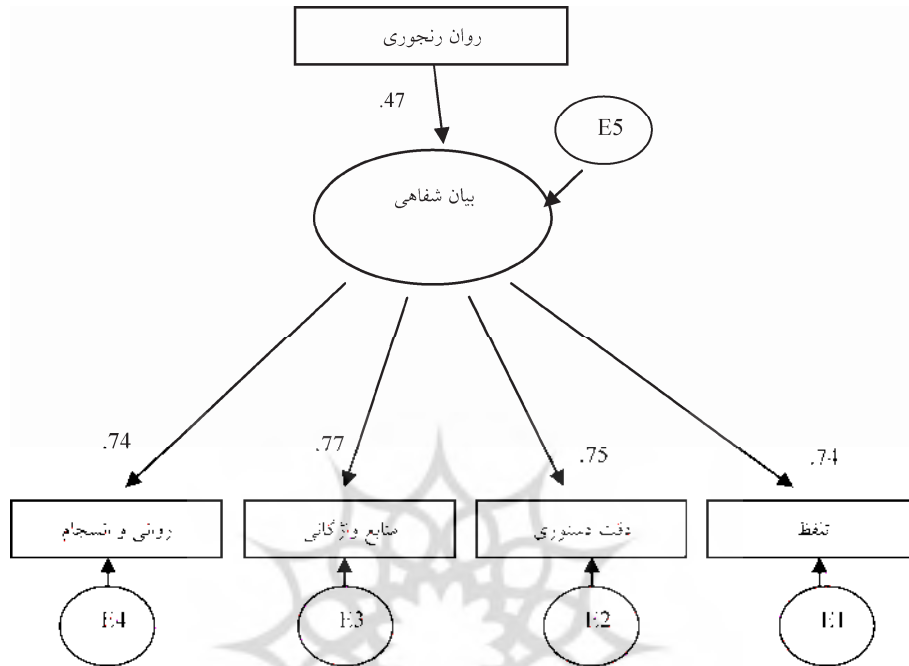 روان رنجوری
.47
E5
بیان شفاهی
.74
.77
.75
.74
روانی و انسجام
منابع واژگانی
دقت دستوری
تلفظ
E4
E3
E2
E1